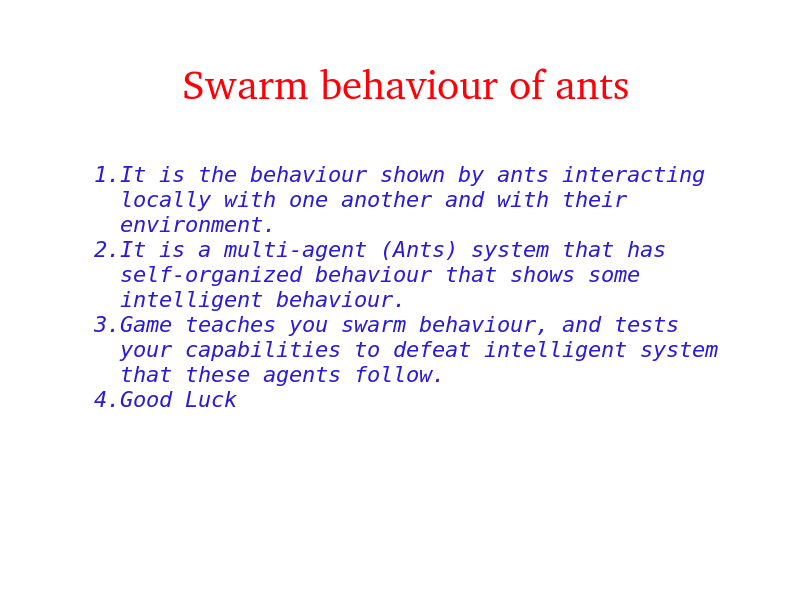 Swarm behaviour of ants
1.It is the behaviour shown by ants interacting
locally with one another and with their
environment.
2.It is a multi-agent (Ants) system that has
self-organized behaviour that shows some
intelligent behaviour.
3.Game teaches you swarm behaviour, and tests
your capabilities to defeat intelligent system
that these agents follow.
4.Good Luck